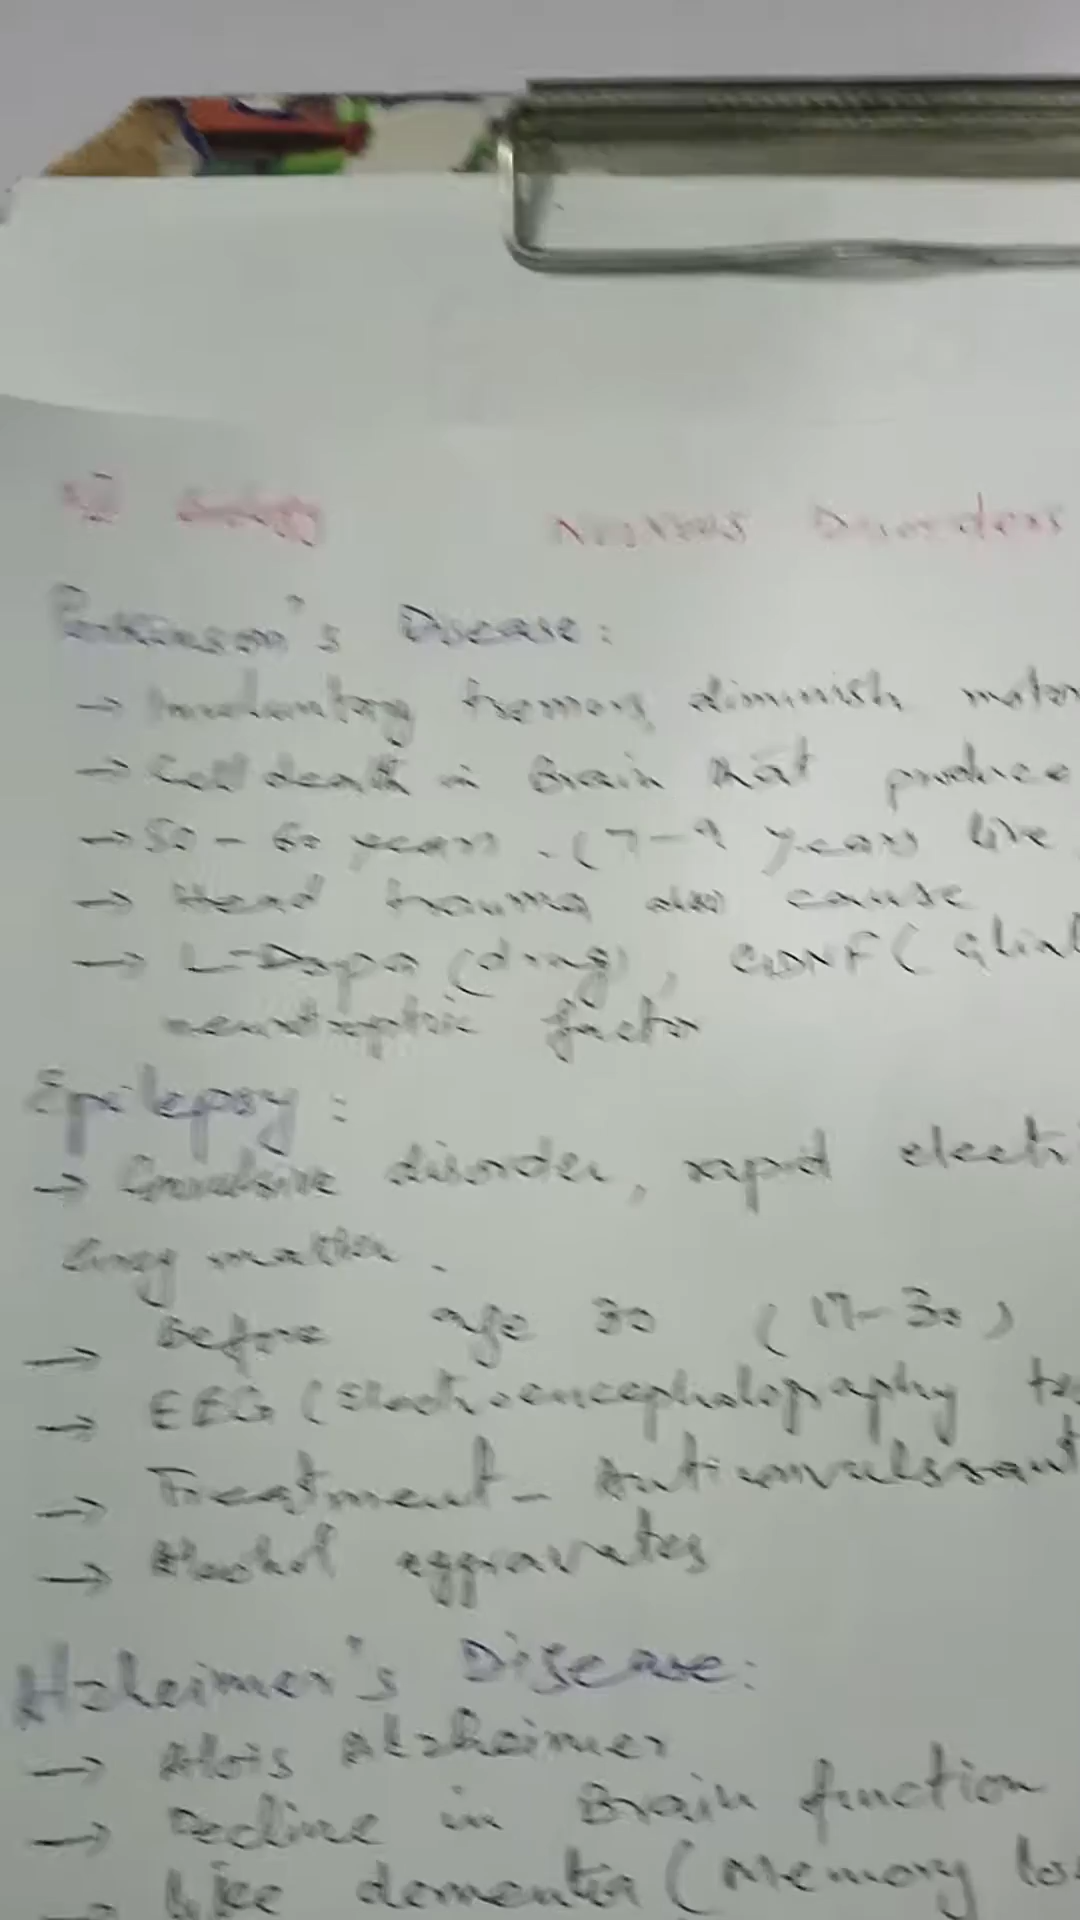 Nervous Disorders
Parkinson's Disease:
→ Involuntary tremors, diminish motor
→ Cell death in Brain that produce
→ 50 - 60 years. (7-9 years live
→ Head trauma also cause
→ L-Dopa (drug), GDNF ( Glial
neurotrophic factor
Epilepsy:
→ Convulsive disorder, rapid electi
Grey matter.
→ Before age 30 (17-30)
→ EEG (Electroencephalography
→ Treatment - Anticonvulssant
→ Alcohol aggravates
Alzheimer's Disease:
→ Alois Alzheimer
→ Decline in Brain function
→ like dementia (Memory los